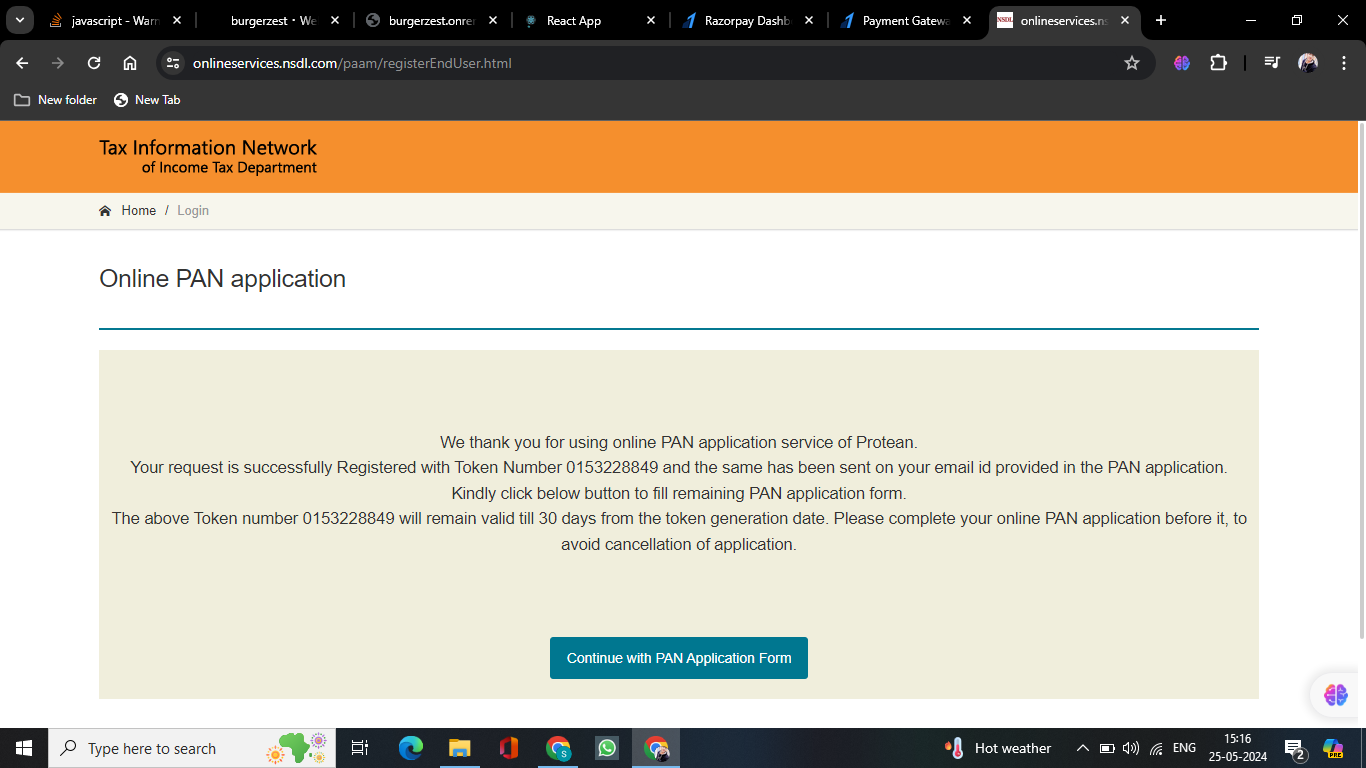 javascript - Warn
burgerzest · We
burgerzest.onre
React App
Razorpay Dashb
Payment Gatewa
NSDL
onlineservices.ns
onlineservices.nsdl.com/paam/registerEndUser.html
New folder
New Tab
Tax Information Network
of Income Tax Department
Home / Login
Online PAN application
We thank you for using online PAN application service of Protean.
Your request is successfully Registered with Token Number 0153228849 and the same has been sent on your email id provided in the PAN application.
Kindly click below button to fill remaining PAN application form.
The above Token number 0153228849 will remain valid till 30 days from the token generation date. Please complete your online PAN application before it, to
avoid cancellation of application.
Continue with PAN Application Form
Type here to search
S
Hot weather
ENG
15:16
25-05-2024
2
PRE